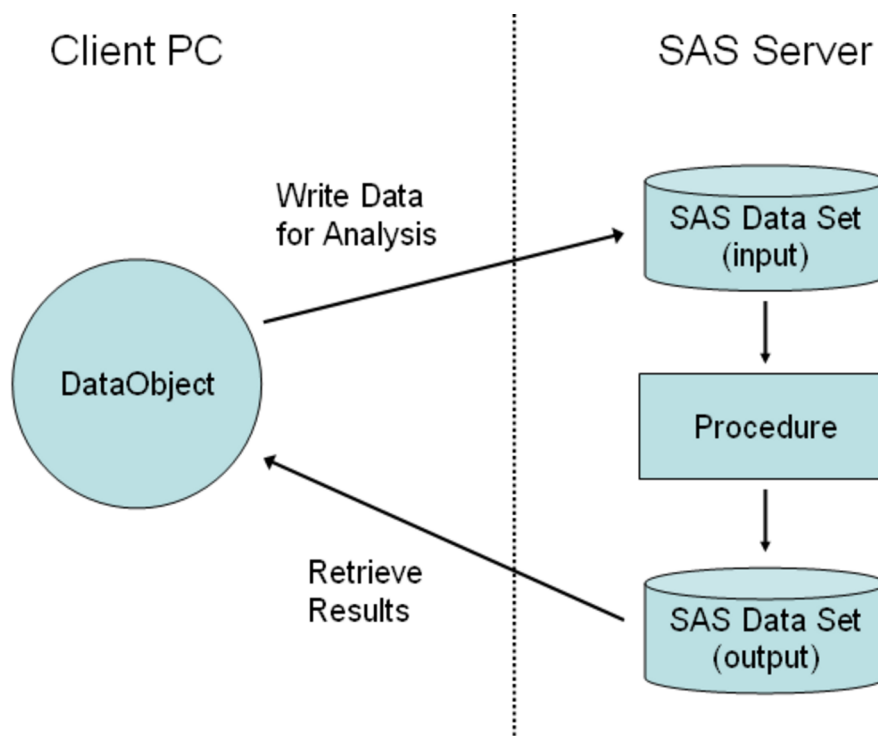 Client PC
SAS Server
Write Data
for Analysis
SAS Data Set
(input)
DataObject
Procedure
Retrieve
Results
SAS Data Set
(output)